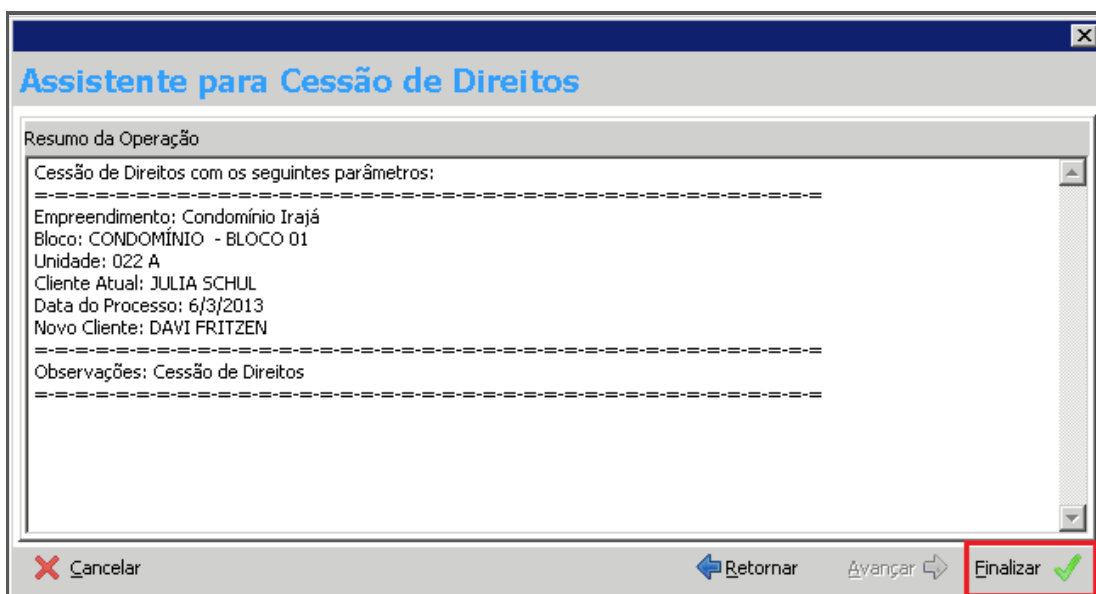 Assistente para Cessão de Direitos
Resumo da Operação
Cessão de Direitos com os seguintes parâmetros:
=-=-=-=-=-=-=-=-=-=-=-=-=-=-=-=-=-=-=-=-=-=-=-=-=-=-=-=-=-=-=-=-=-=-=-=-=-=-=
Empreendimento: Condomínio Irajá
Bloco: CONDOMÍNIO  - BLOCO 01
Unidade: 022 A
Cliente Atual: JULIA SCHUL
Data do Processo: 6/3/2013
Novo Cliente: DAVI FRITZEN
=-=-=-=-=-=-=-=-=-=-=-=-=-=-=-=-=-=-=-=-=-=-=-=-=-=-=-=-=-=-=-=-=-=-=-=-=-=-=
Observações: Cessão de Direitos
=-=-=-=-=-=-=-=-=-=-=-=-=-=-=-=-=-=-=-=-=-=-=-=-=-=-=-=-=-=-=-=-=-=-=-=-=-=-=
Cancelar Retornar Avançar Finalizar